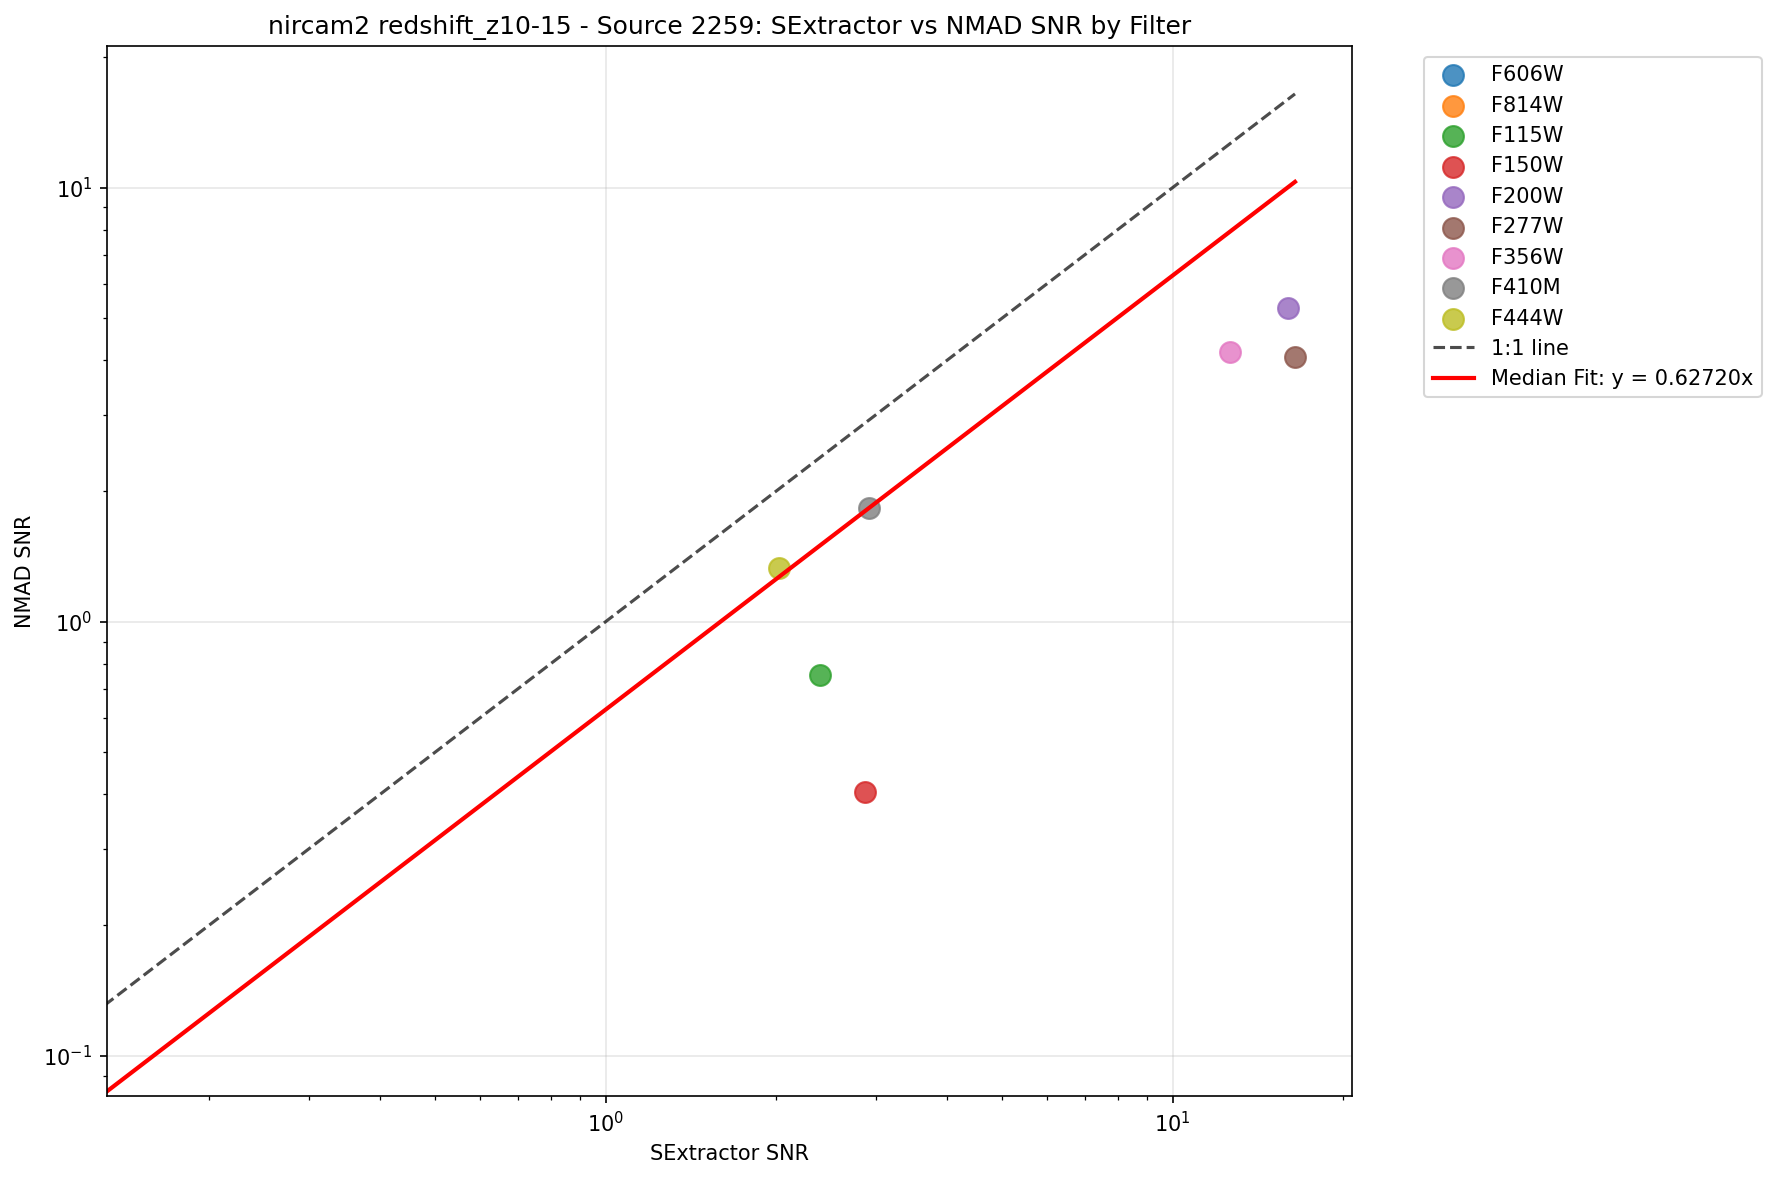 nircam2 redshift_z10-15 - Source 2259: SExtractor vs NMAD SNR by Filter
F606W
F814W
F115W
F150W
F200W
F277W
F356W
F410M
F444W
1:1 line
Median Fit: y = 0.62720x
NMAD SNR
10¹
10⁰
10⁻¹
10⁰
10¹
SExtractor SNR